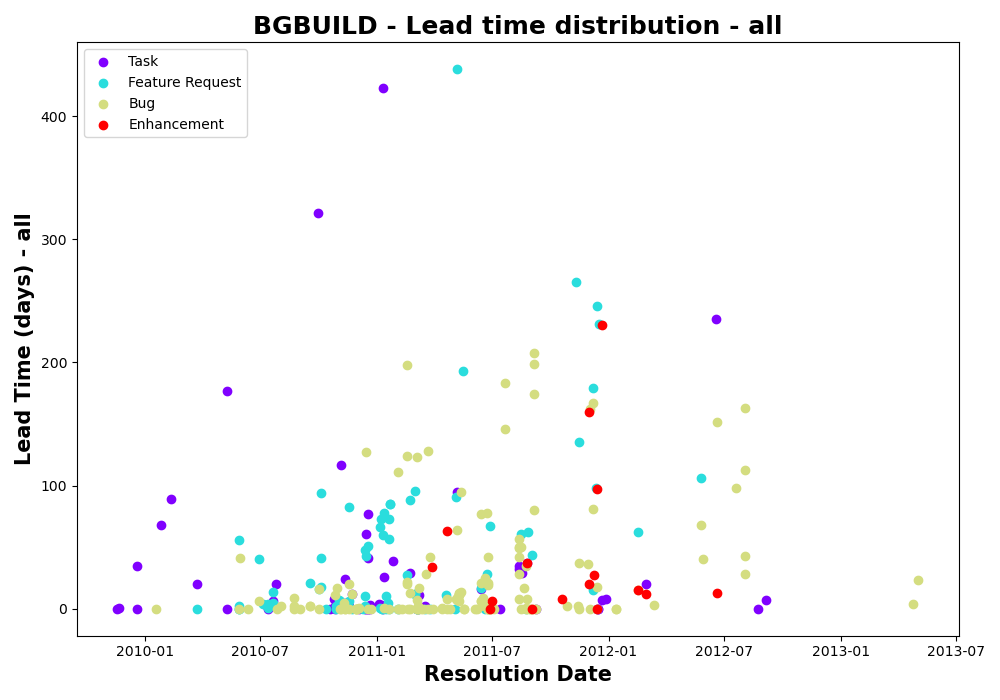 BGBUILD - Lead time distribution - all
Task
Feature Request
Bug
Enhancement
Lead Time (days) - all
400
300
200
100
0
2010-01 2010-07 2011-01 2011-07 2012-01 2012-07 2013-01 2013-07
Resolution Date